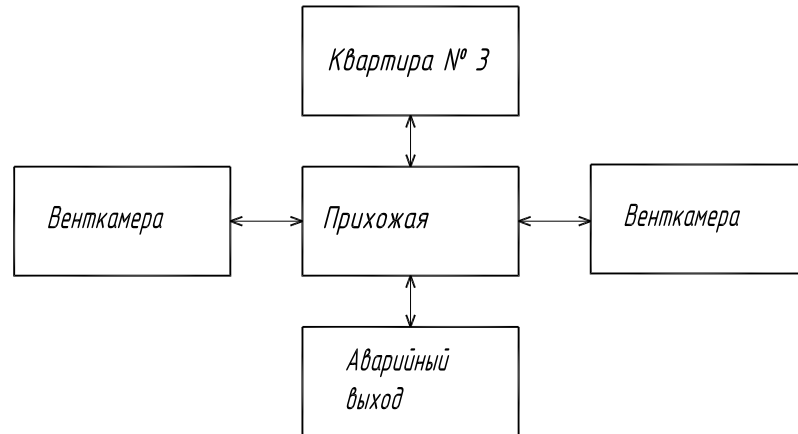 Квартира № 3
Венткамера
Прихожая
Венткамера
Аварийный
выход